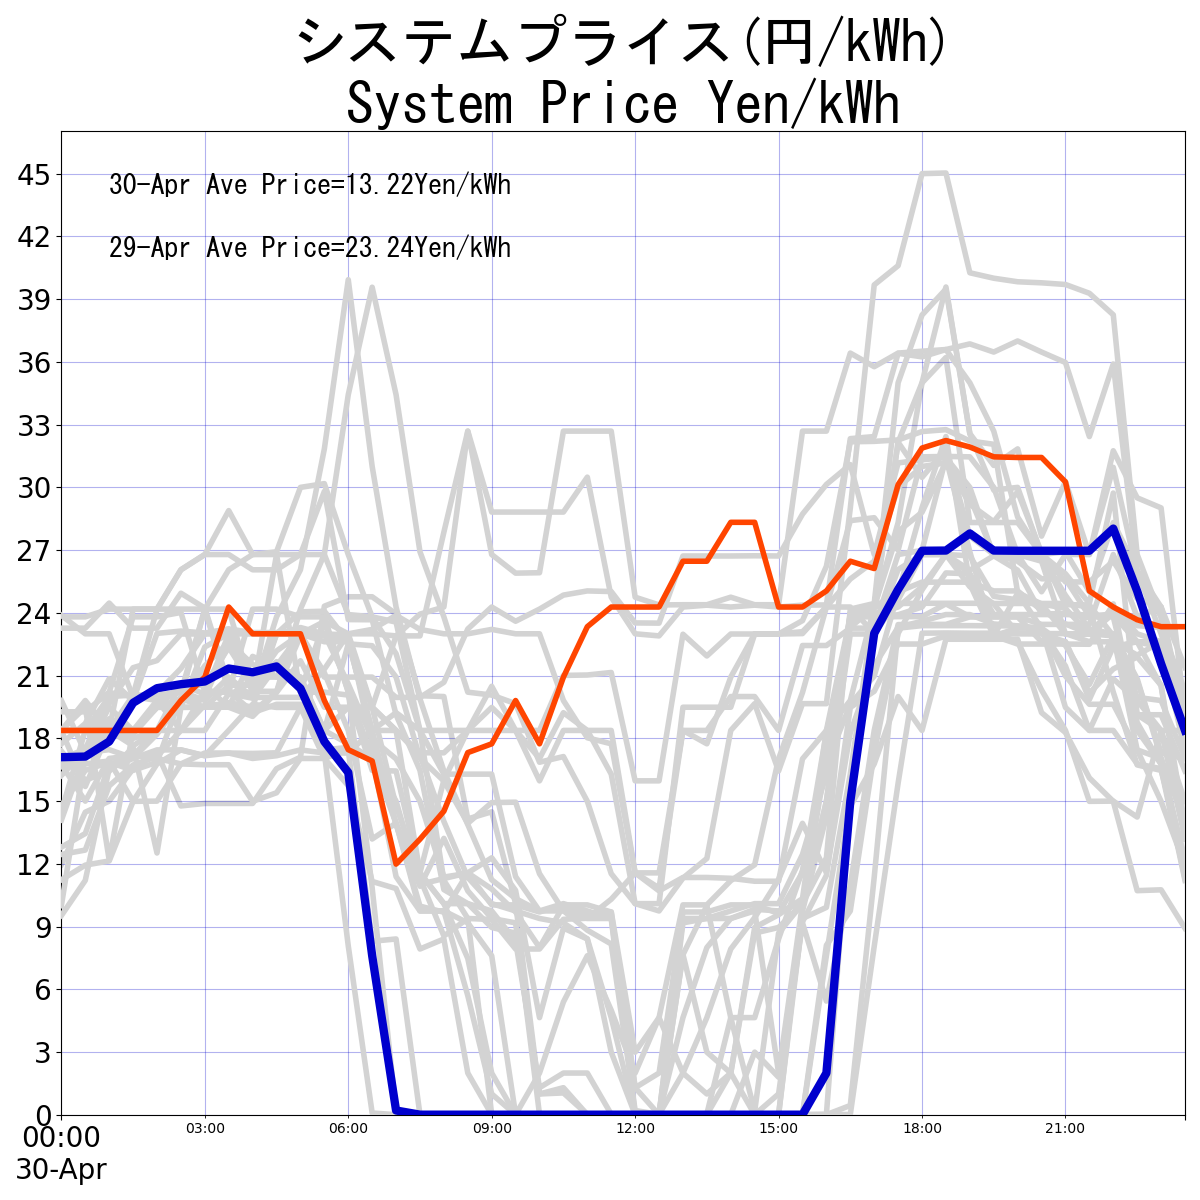 システムプライス(円/kWh)
System Price Yen/kWh
30-Apr Ave Price=13.22Yen/kWh
29-Apr Ave Price=23.24Yen/kWh
45
42
39
36
33
30
27
24
21
18
15
12
9
6
3
0
00:00 03:00 06:00 09:00 12:00 15:00 18:00 21:00
30-Apr